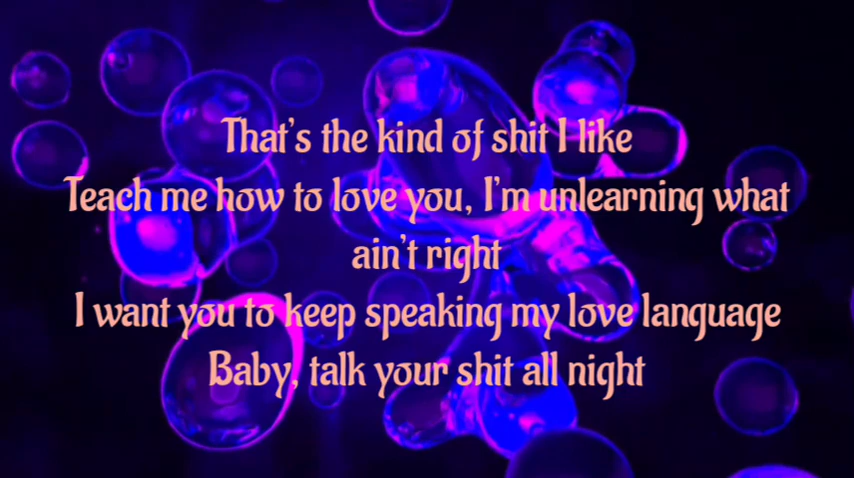 That's the kind of shit I like
Teach me how to love you, I'm unlearning what
ain't right
I want you to keep speaking my love language
Baby, talk your shit all night